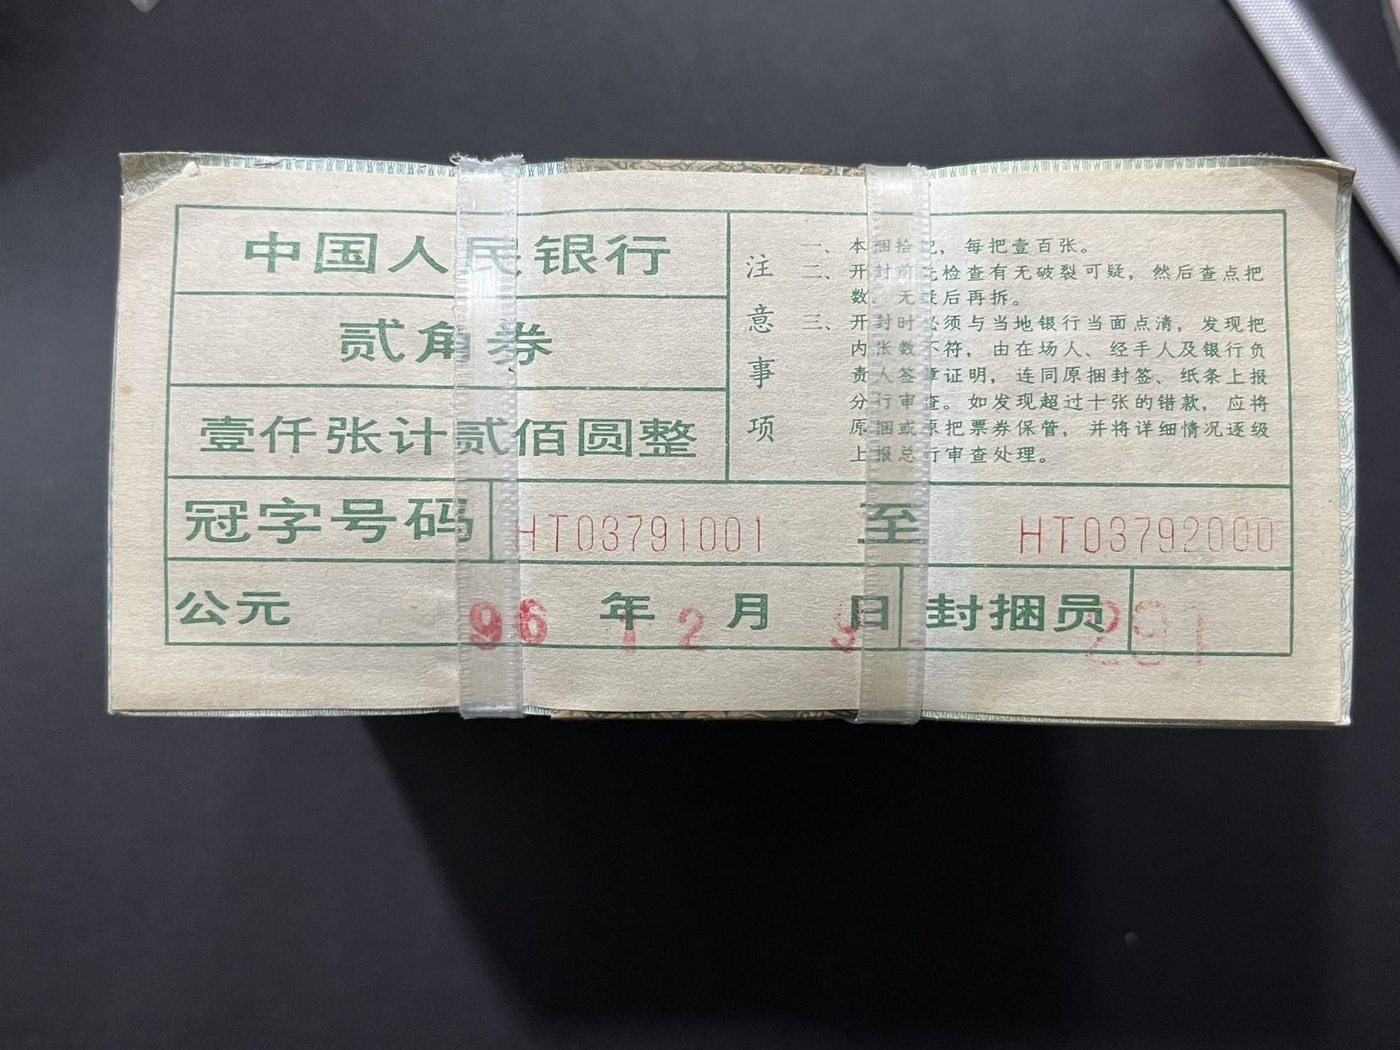 中国人民银行
贰角券
壹仟张计贰佰圆整
注意事项
一、本捆拾把，每把壹百张。
二、开封前先检查有无破裂可疑，然后查点把
数，无误后再拆。
三、开封时必须与当地银行当面点清，发现把
内张数不符，由在场人、经手人及银行负
责人签章证明，连同原捆封签、纸条上报
分行审查。如发现超过十张的错款，应将
原捆或原把票券保管，并将详细情况逐级
上报总行审查处理。
冠字号码 HT03791001 至 HT03792000
公元 96 年 12 月 日 封捆员 291